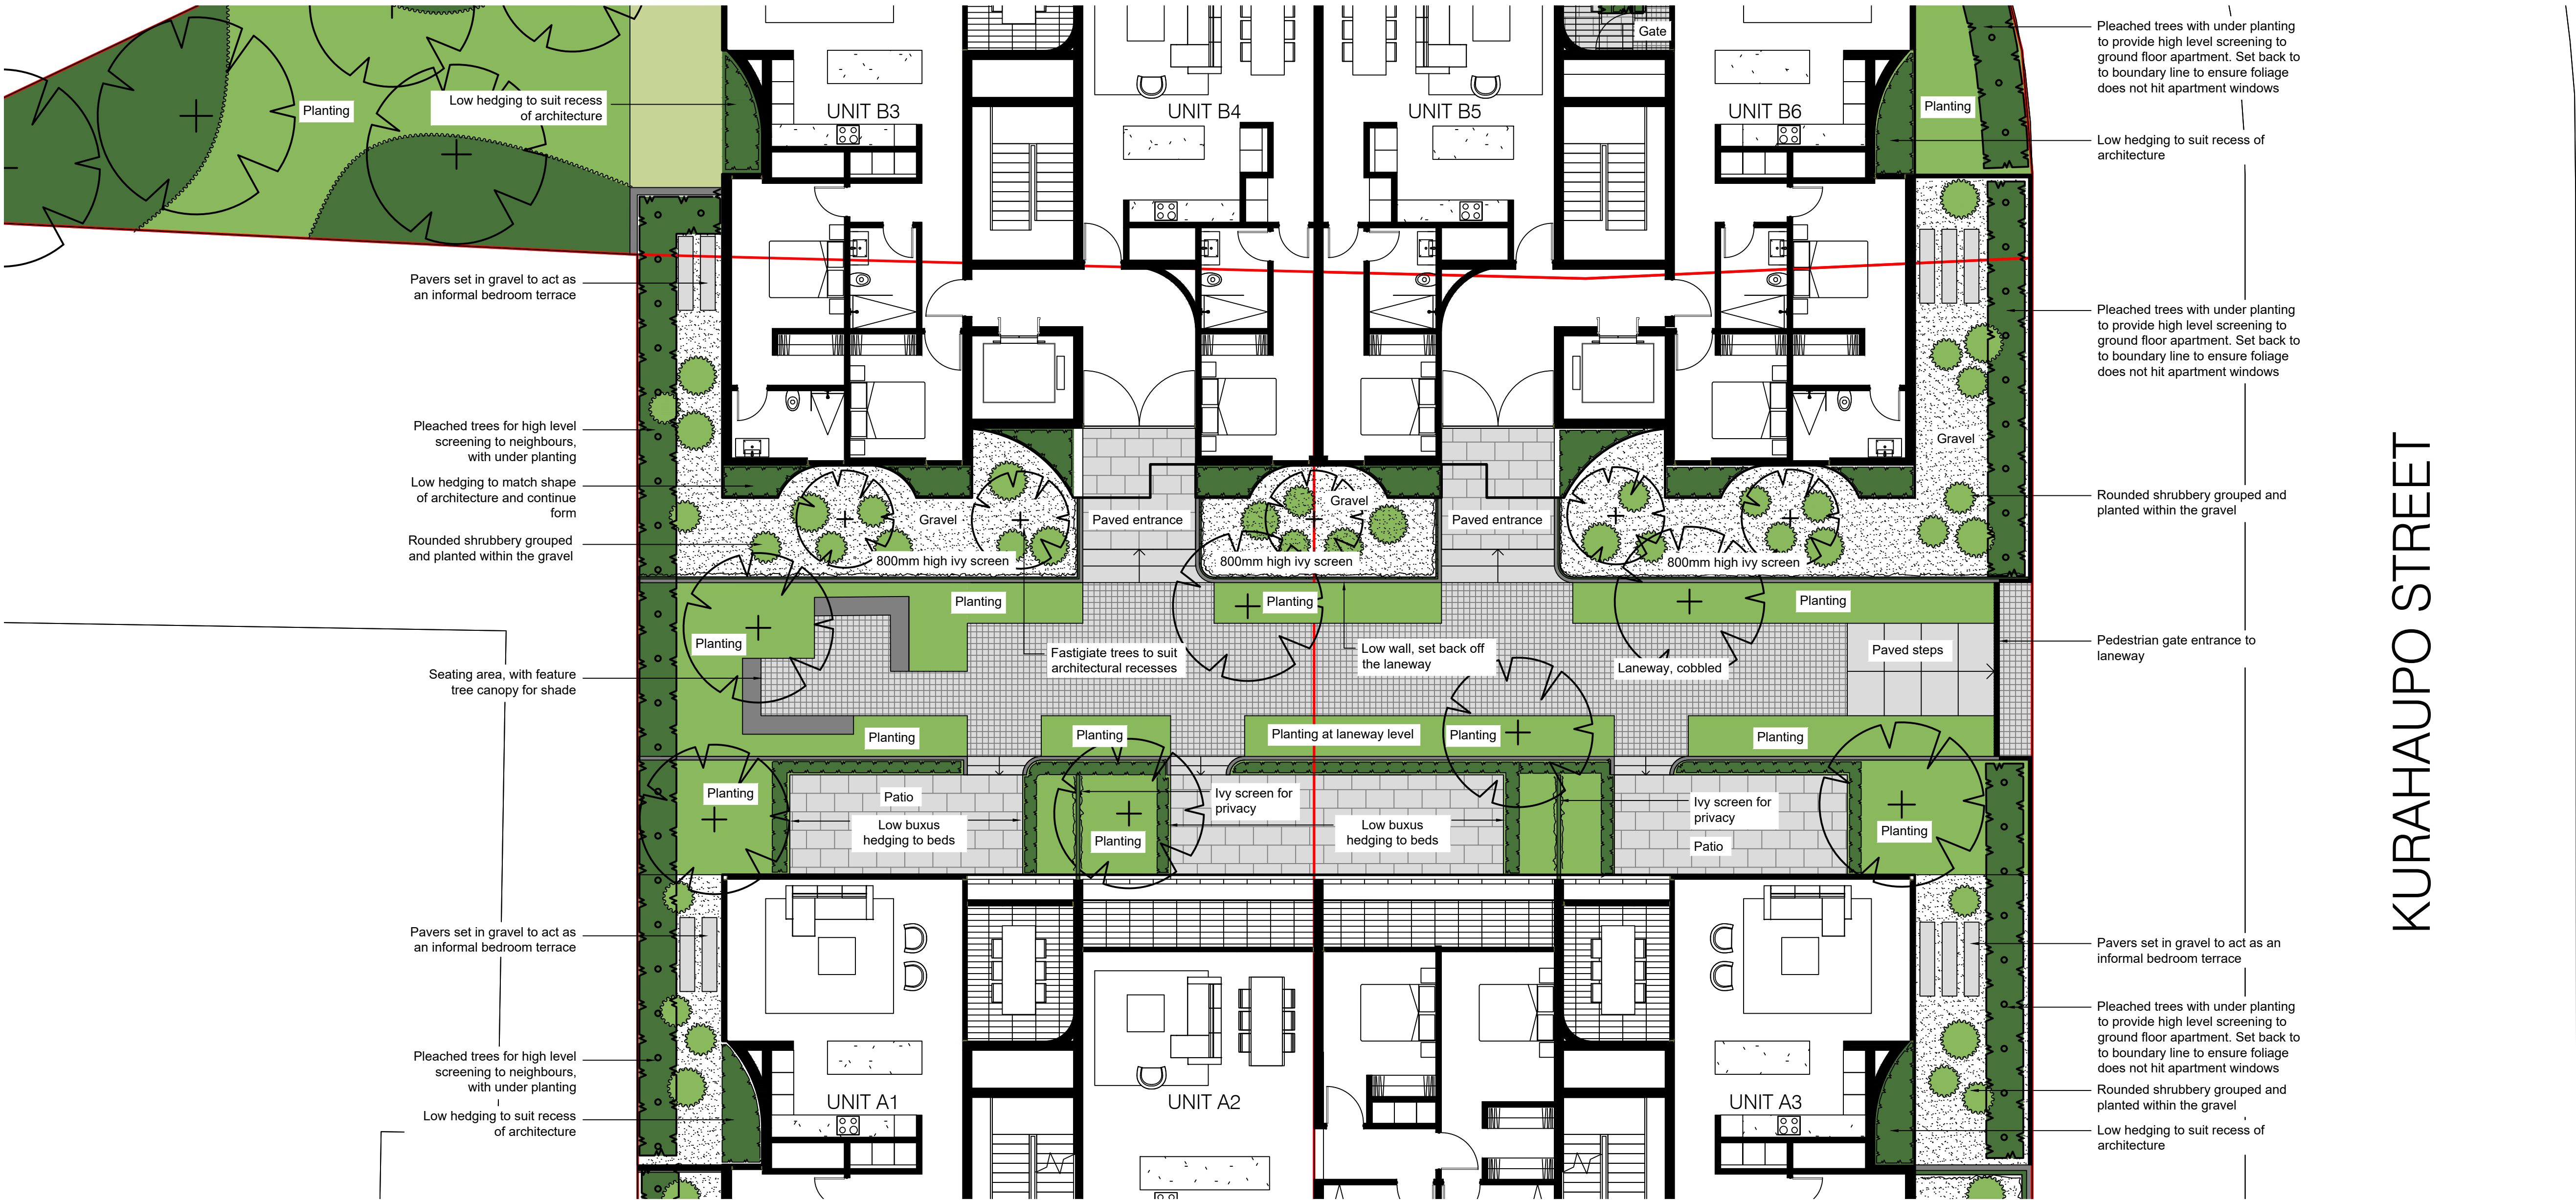 Pleached trees with under planting
to provide high level screening to
ground floor apartment. Set back to
to boundary line to ensure foliage
does not hit apartment windows
Gate
Low hedging to suit recess
of architecture
Planting
UNIT B3
UNIT B4
UNIT B5
UNIT B6
Planting
Low hedging to suit recess of
architecture
Pavers set in gravel to act as
an informal bedroom terrace
Pleached trees with under planting
to provide high level screening to
ground floor apartment. Set back to
to boundary line to ensure foliage
does not hit apartment windows
Pleached trees for high level
screening to neighbours,
with under planting
Gravel
Low hedging to match shape
of architecture and continue
form
Rounded shrubbery grouped
and planted within the gravel
Gravel
Paved entrance
Gravel
Paved entrance
Rounded shrubbery grouped and
planted within the gravel
800mm high ivy screen
800mm high ivy screen
800mm high ivy screen
Planting
Planting
Planting
Planting
Fastigiate trees to suit
architectural recesses
Low wall, set back off
the laneway
Laneway, cobbled
Paved steps
Pedestrian gate entrance to
laneway
KURAHAUPO STREET
Seating area, with feature
tree canopy for shade
Planting
Planting
Planting at laneway level
Planting
Planting
Planting
Patio
Low buxus
hedging to beds
Ivy screen for
privacy
Planting
Low buxus
hedging to beds
Ivy screen for
privacy
Patio
Planting
Pavers set in gravel to act as
an informal bedroom terrace
Pavers set in gravel to act as an
informal bedroom terrace
Pleached trees for high level
screening to neighbours,
with under planting
Pleached trees with under planting
to provide high level screening to
ground floor apartment. Set back to
to boundary line to ensure foliage
does not hit apartment windows
Low hedging to suit recess
of architecture
UNIT A1
UNIT A2
UNIT A3
Rounded shrubbery grouped and
planted within the gravel
Low hedging to suit recess of
architecture